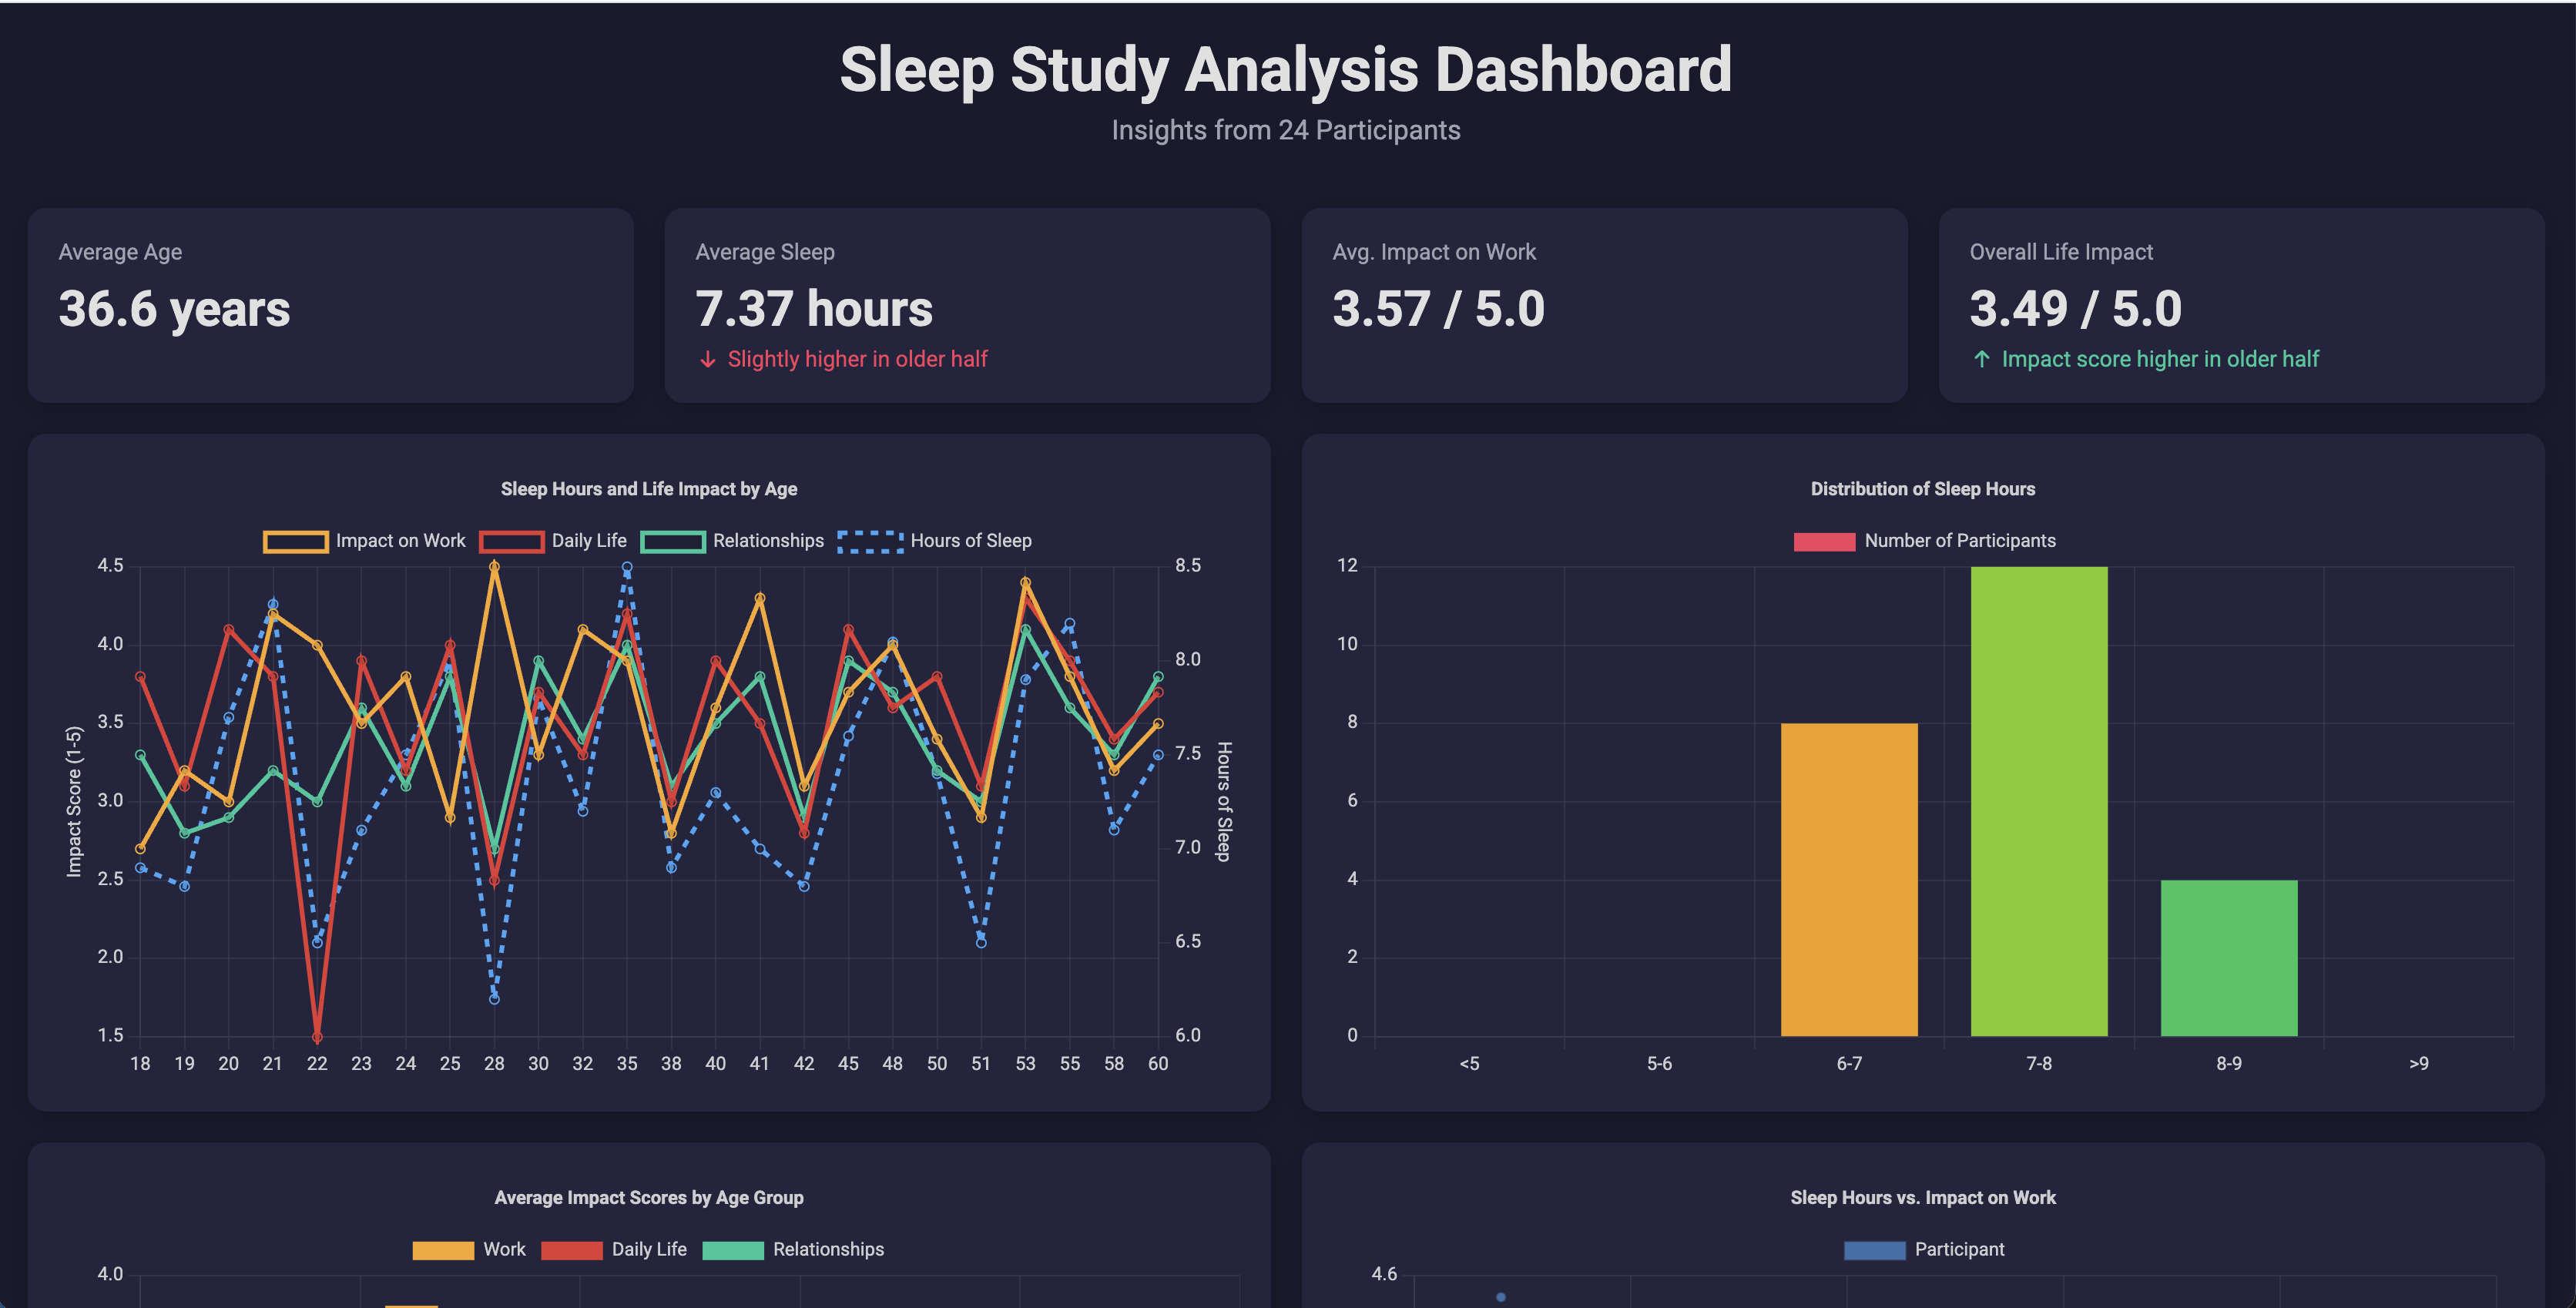 Sleep Study Analysis Dashboard
Insights from 24 Participants
Average Age
36.6 years
Average Sleep
7.37 hours
↓ Slightly higher in older half
Avg. Impact on Work
3.57 / 5.0
Overall Life Impact
3.49 / 5.0
↑ Impact score higher in older half
Sleep Hours and Life Impact by Age
Impact on Work Daily Life Relationships Hours of Sleep
Impact Score (1-5)
4.5
4.0
3.5
3.0
2.5
2.0
1.5
8.5
8.0
7.5
7.0
6.5
6.0
Hours of Sleep
18 19 20 21 22 23 24 25 28 30 32 35 38 40 41 42 45 48 50 51 53 55 58 60
Distribution of Sleep Hours
Number of Participants
12
10
8
6
4
2
0
<5 5-6 6-7 7-8 8-9 >9
Average Impact Scores by Age Group
Work Daily Life Relationships
4.0
Sleep Hours vs. Impact on Work
Participant
4.6